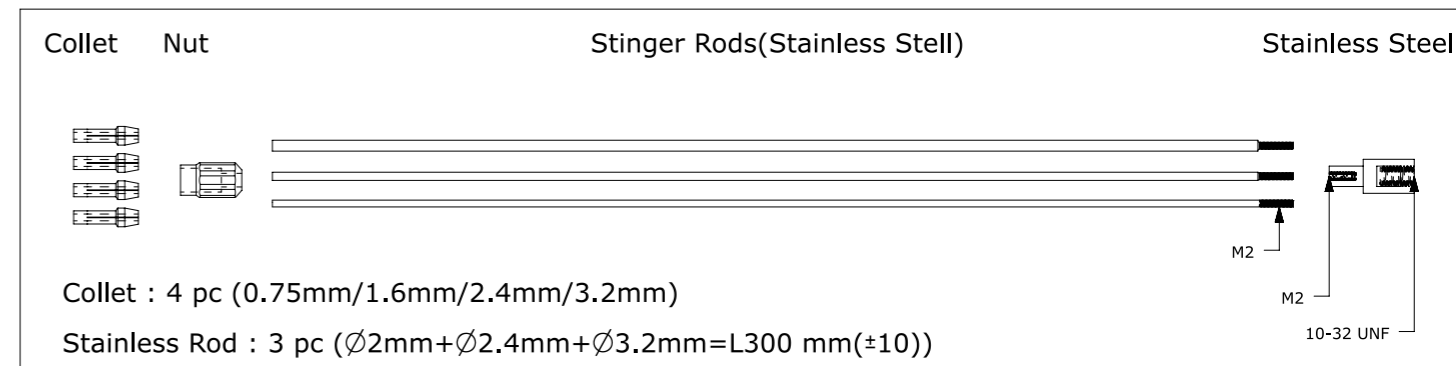 Collet Nut Stinger Rods(Stainless Stell) Stainless Steel
M2
M2
10-32 UNF
Collet : 4 pc (0.75mm/1.6mm/2.4mm/3.2mm)
Stainless Rod : 3 pc (∅2mm+∅2.4mm+∅3.2mm=L300 mm(±10))